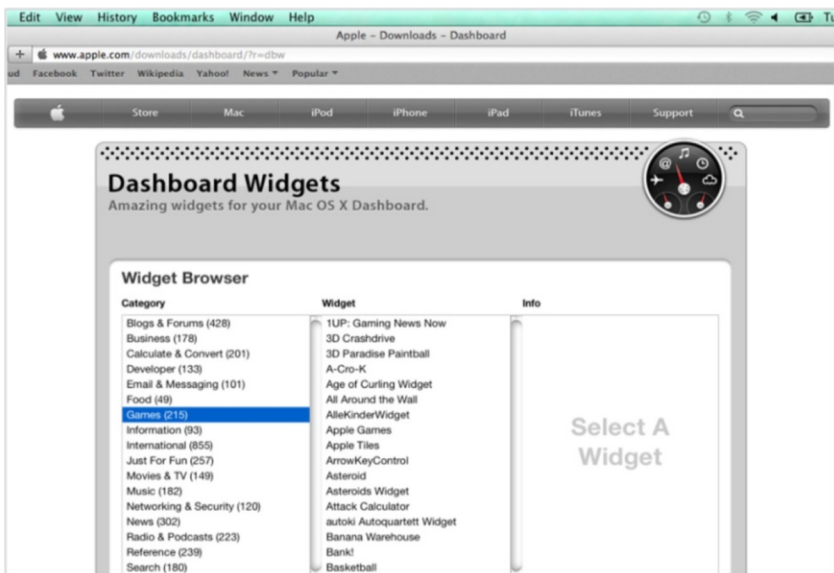 Edit View History Bookmarks Window Help
Apple – Downloads – Dashboard
www.apple.com/downloads/dashboard/?r=dbw
ud Facebook Twitter Wikipedia Yahoo! News Popular
Store Mac iPod iPhone iPad iTunes Support
Dashboard Widgets
Amazing widgets for your Mac OS X Dashboard.
Widget Browser
Category Widget Info
Blogs & Forums (428) 1UP: Gaming News Now
Business (178) 3D Crashdrive
Calculate & Convert (201) 3D Paradise Paintball
Developer (133) A-Cro-K
Email & Messaging (101) Age of Curling Widget
Food (49) All Around the Wall
Games (215) AlleKinderWidget
Information (93) Apple Games
International (855) Apple Tiles
Just For Fun (257) ArrowKeyControl
Movies & TV (149) Asteroid
Music (182) Asteroids Widget
Networking & Security (120) Attack Calculator
News (302) autoki Autoquartett Widget
Radio & Podcasts (223) Banana Warehouse
Reference (239) Bank!
Search (180) Basketball
Select A
Widget